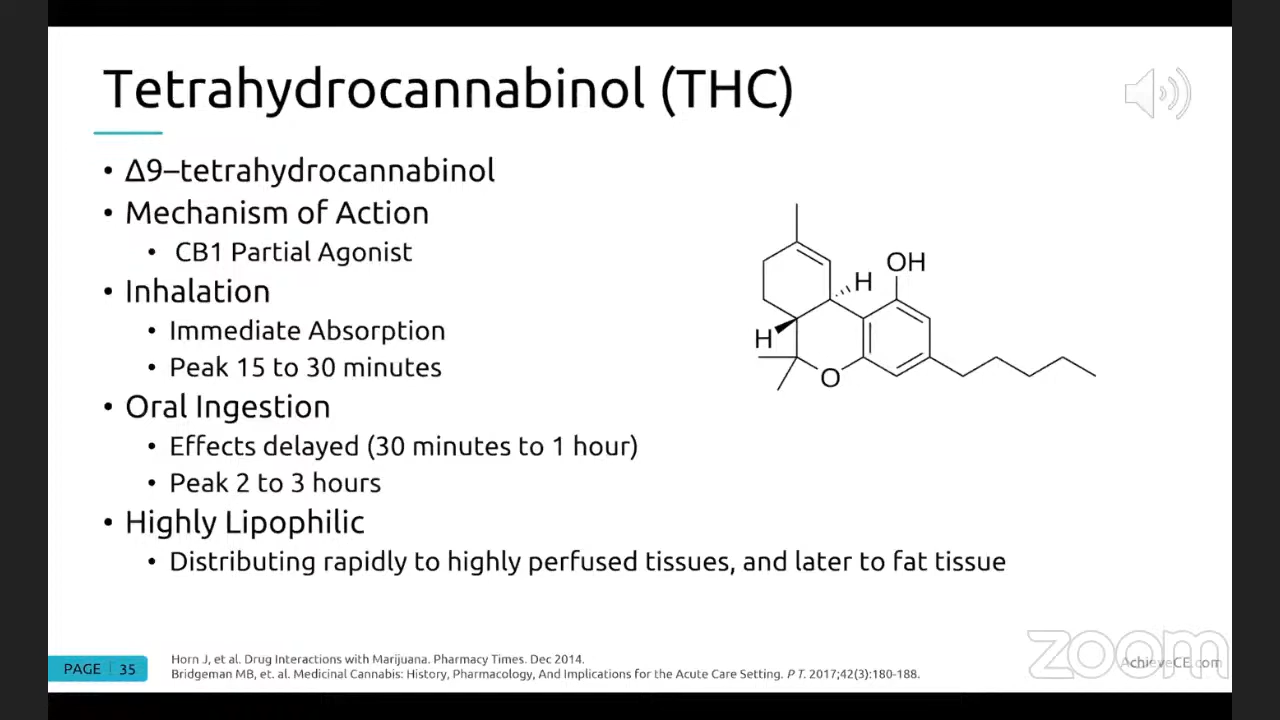 Tetrahydrocannabinol (THC)
• Δ9–tetrahydrocannabinol
• Mechanism of Action
• CB1 Partial Agonist
• Inhalation
• Immediate Absorption
• Peak 15 to 30 minutes
• Oral Ingestion
• Effects delayed (30 minutes to 1 hour)
• Peak 2 to 3 hours
• Highly Lipophilic
• Distributing rapidly to highly perfused tissues, and later to fat tissue
OH
H
H
O
PAGE | 35
Horn J, et al. Drug Interactions with Marijuana. Pharmacy Times. Dec 2014.
Bridgeman MB, et. al. Medicinal Cannabis: History, Pharmacology, And Implications for the Acute Care Setting. P T. 2017;42(3):180-188.
zoom
AchieveCE.com